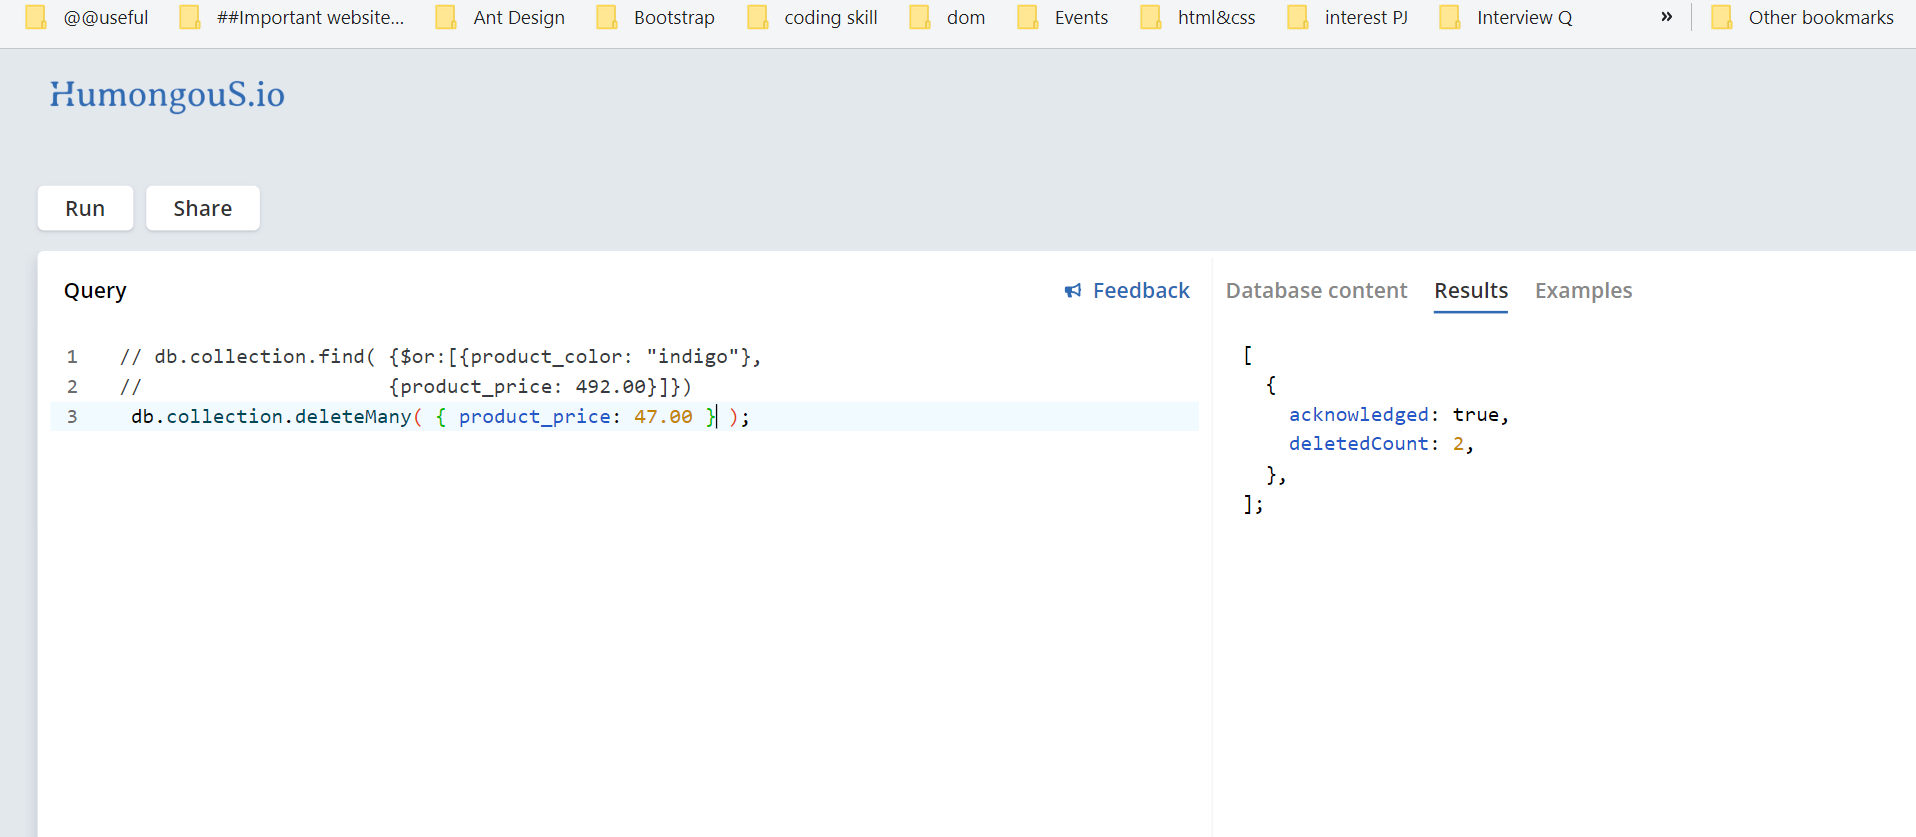 @@useful ##Important website... Ant Design Bootstrap coding skill dom Events html&css interest PJ Interview Q » Other bookmarks
HumongouS.io
Run Share
Query Feedback
1 // db.collection.find( {$or:[{product_color: "indigo"},
2 // {product_price: 492.00}]})
3 db.collection.deleteMany( { product_price: 47.00 } );
Database content Results Examples
[
{
acknowledged: true,
deletedCount: 2,
},
];